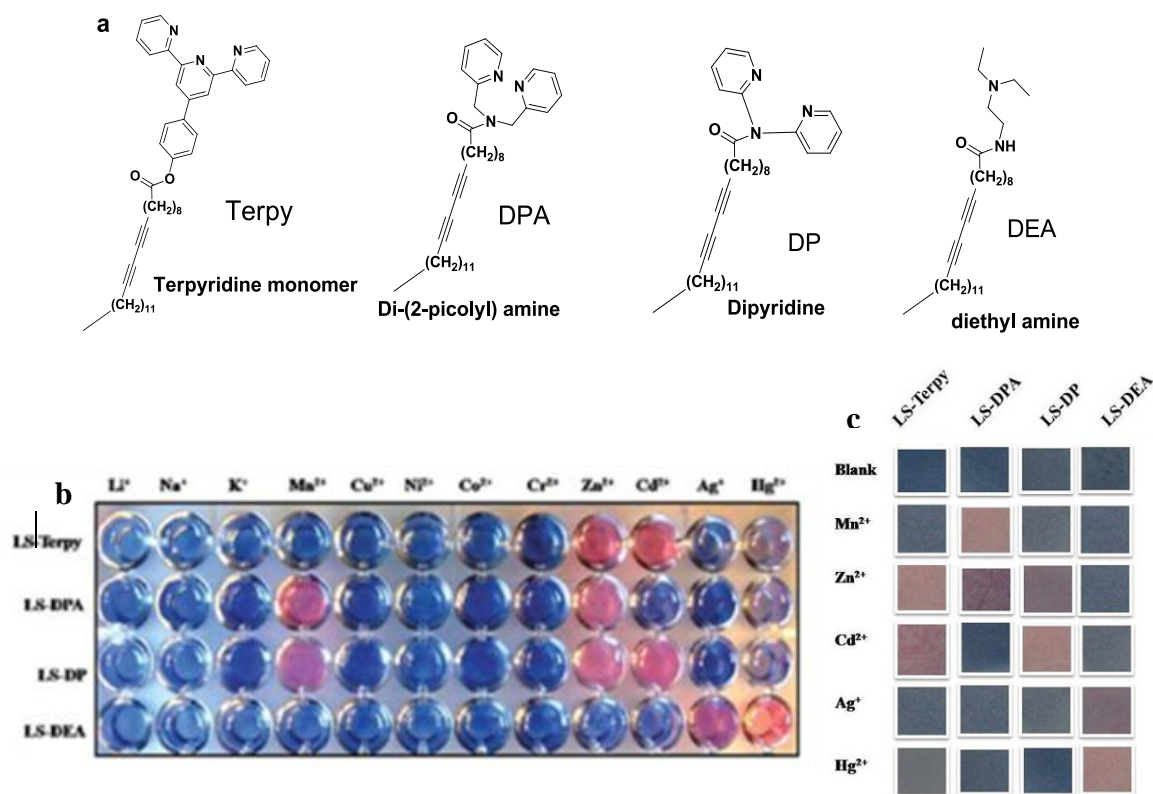 a
N
N
N
O
O
(CH₂)₈
(CH₂)₁₁
Terpy
Terpyridine monomer
N
N
O
N
(CH₂)₈
(CH₂)₁₁
DPA
Di-(2-picolyl) amine
N
N
O
N
(CH₂)₈
(CH₂)₁₁
DP
Dipyridine
N
O
NH
(CH₂)₈
(CH₂)₁₁
DEA
diethyl amine
b
Li⁺ Na⁺ K⁺ Mn²⁺ Cu²⁺ Ni²⁺ Co²⁺ Cr²⁺ Zn²⁺ Cd²⁺ Ag⁺ Hg²⁺
LS-Terpy
LS-DPA
LS-DP
LS-DEA
c
LS-Terpy LS-DPA LS-DP LS-DEA
Blank
Mn²⁺
Zn²⁺
Cd²⁺
Ag⁺
Hg²⁺